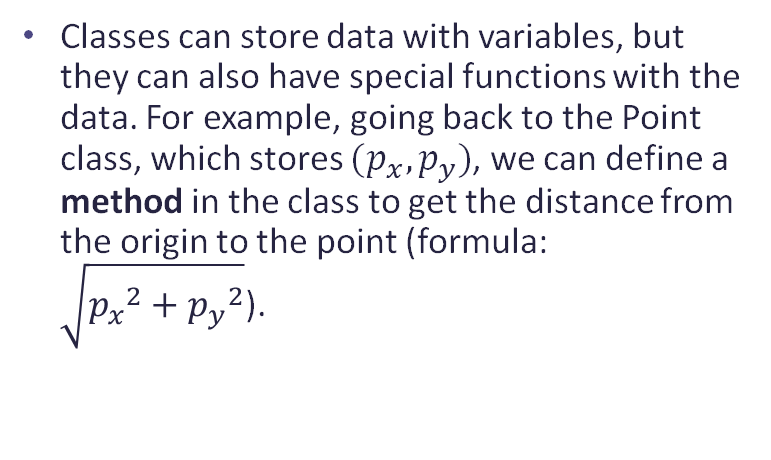 • Classes can store data with variables, but
they can also have special functions with the
data. For example, going back to the Point
class, which stores (pₓ, p_y), we can define a
method in the class to get the distance from
the origin to the point (formula:
√(pₓ² + p_y²)).